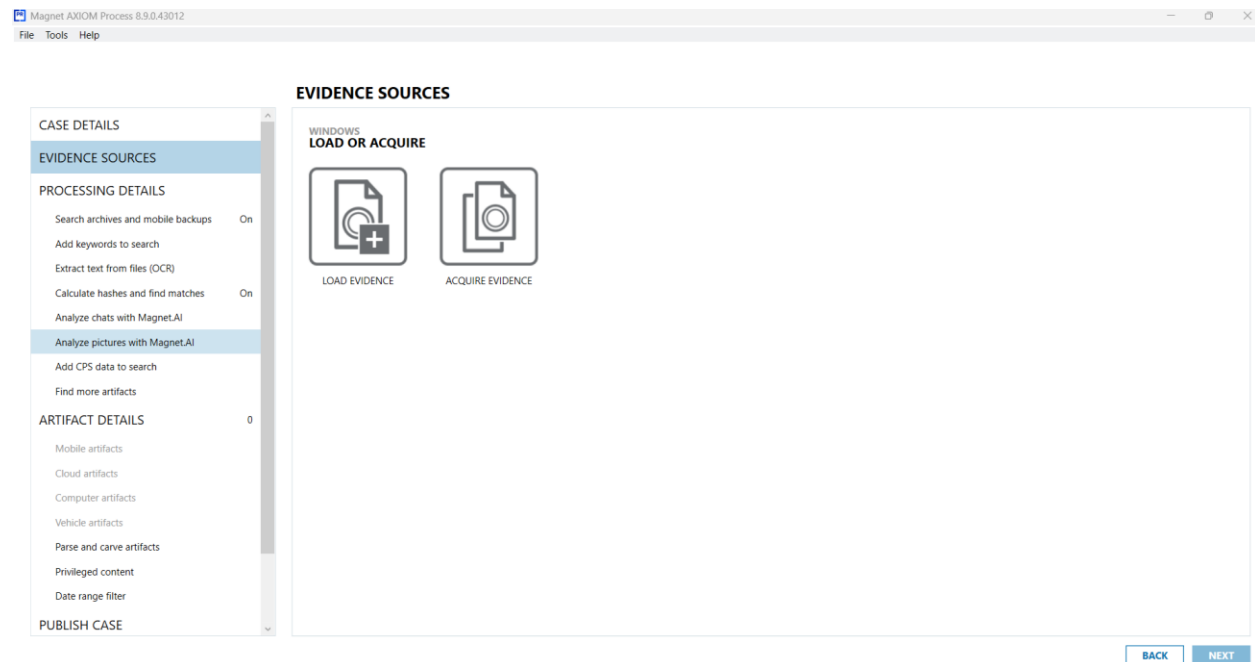 Magnet AXIOM Process 8.9.0.43012
File Tools Help
EVIDENCE SOURCES
CASE DETAILS
EVIDENCE SOURCES
PROCESSING DETAILS
Search archives and mobile backups On
Add keywords to search
Extract text from files (OCR)
Calculate hashes and find matches On
Analyze chats with Magnet.AI
Analyze pictures with Magnet.AI
Add CPS data to search
Find more artifacts
ARTIFACT DETAILS 0
Mobile artifacts
Cloud artifacts
Computer artifacts
Vehicle artifacts
Parse and carve artifacts
Privileged content
Date range filter
PUBLISH CASE
WINDOWS
LOAD OR ACQUIRE
LOAD EVIDENCE ACQUIRE EVIDENCE
BACK NEXT